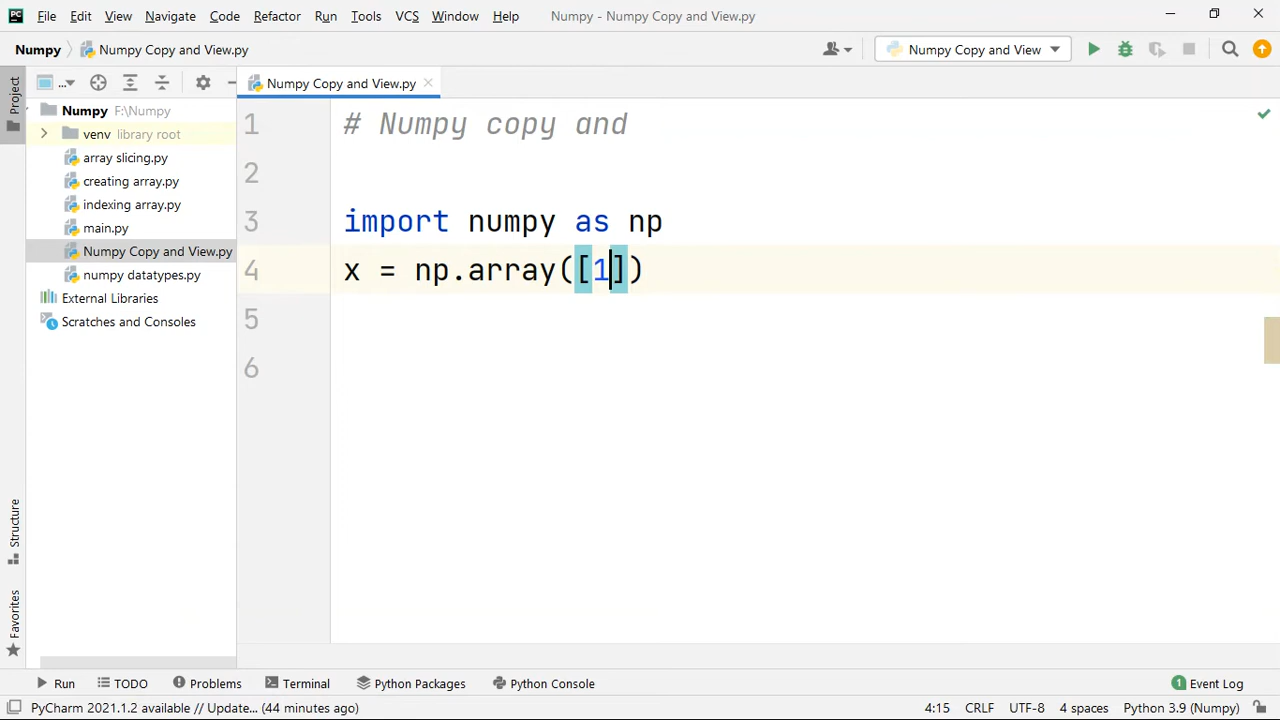 File Edit View Navigate Code Refactor Run Tools VCS Window Help Numpy - Numpy Copy and View.py
Numpy Numpy Copy and View.py Numpy Copy and View
Project
...
Numpy Copy and View.py
Numpy F:\Numpy
venv library root
array slicing.py
creating array.py
indexing array.py
main.py
Numpy Copy and View.py
numpy datatypes.py
External Libraries
Scratches and Consoles
1 # Numpy copy and
2
3 import numpy as np
4 x = np.array([1])
5
6
Structure
Favorites
Run TODO Problems Terminal Python Packages Python Console 1 Event Log
PyCharm 2021.1.2 available // Update... (44 minutes ago) 4:15 CRLF UTF-8 4 spaces Python 3.9 (Numpy)